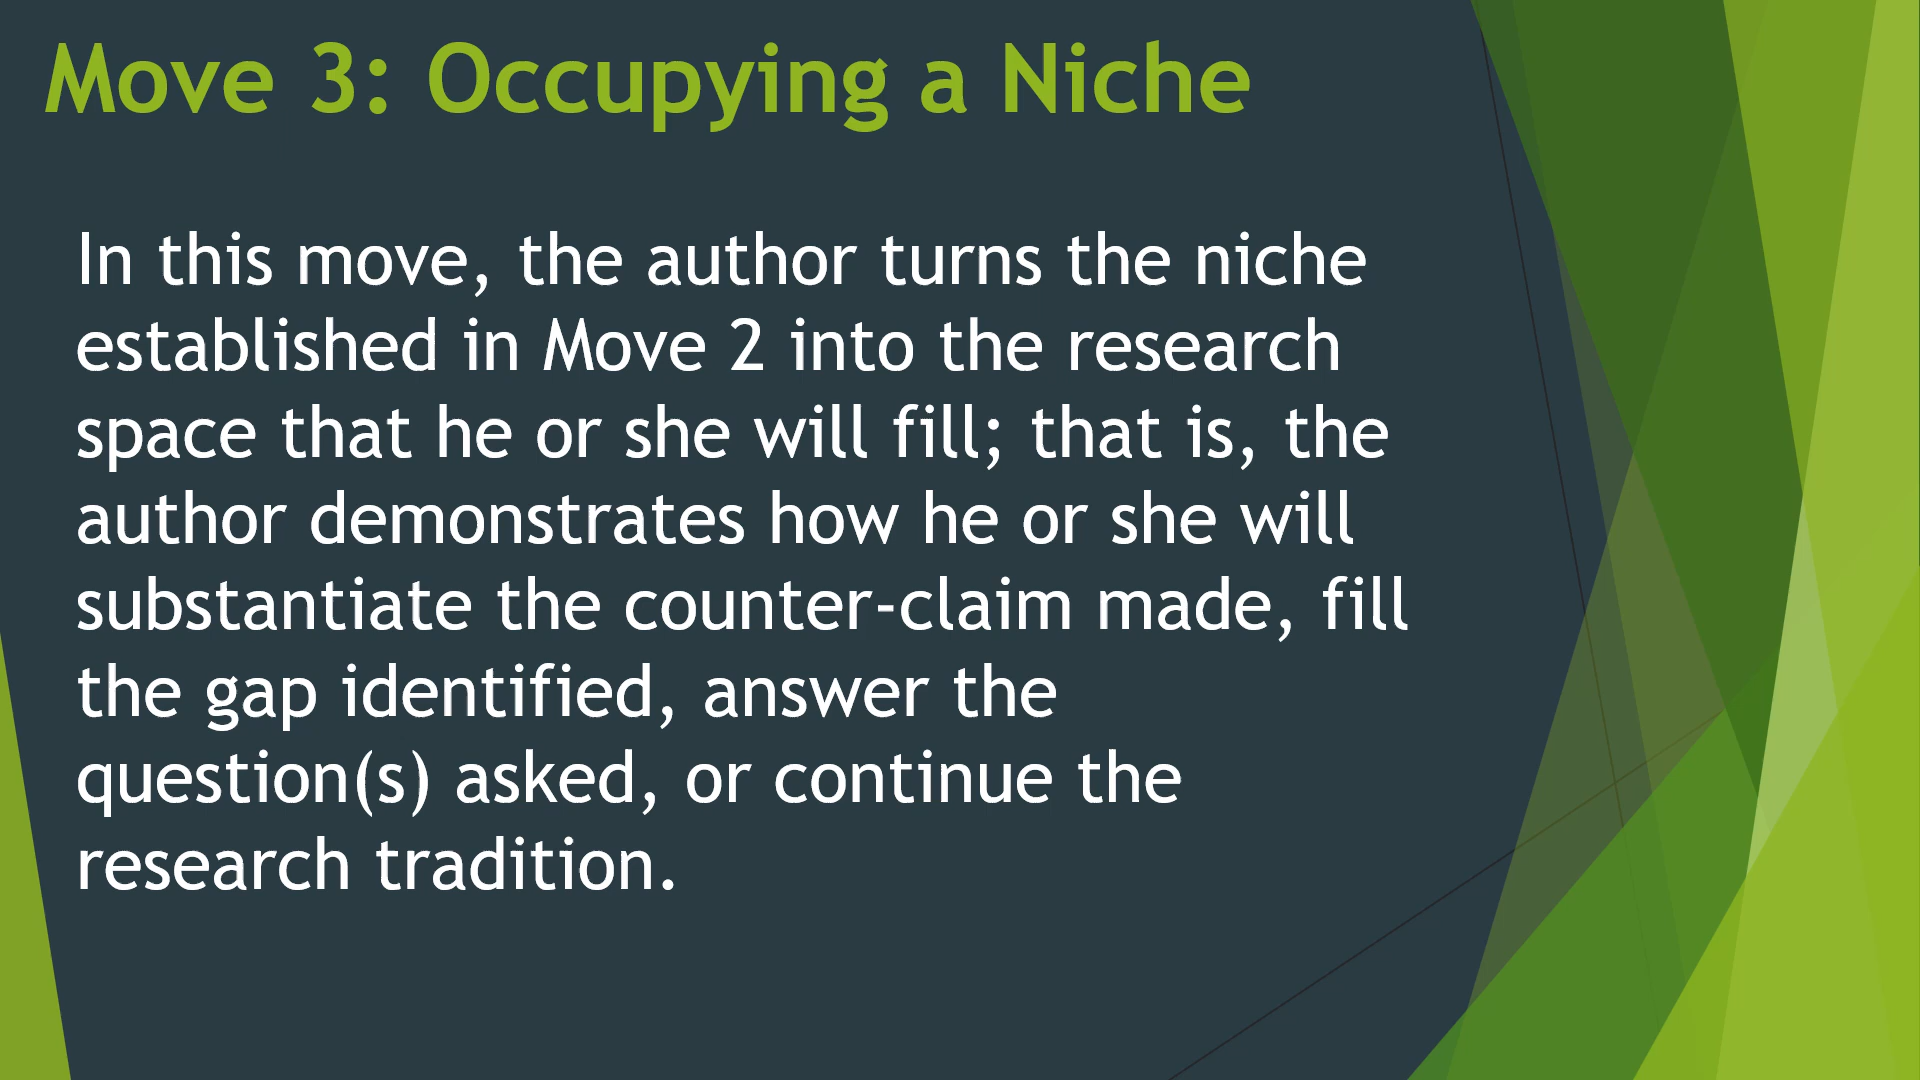 Move 3: Occupying a Niche
In this move, the author turns the niche
established in Move 2 into the research
space that he or she will fill; that is, the
author demonstrates how he or she will
substantiate the counter-claim made, fill
the gap identified, answer the
question(s) asked, or continue the
research tradition.